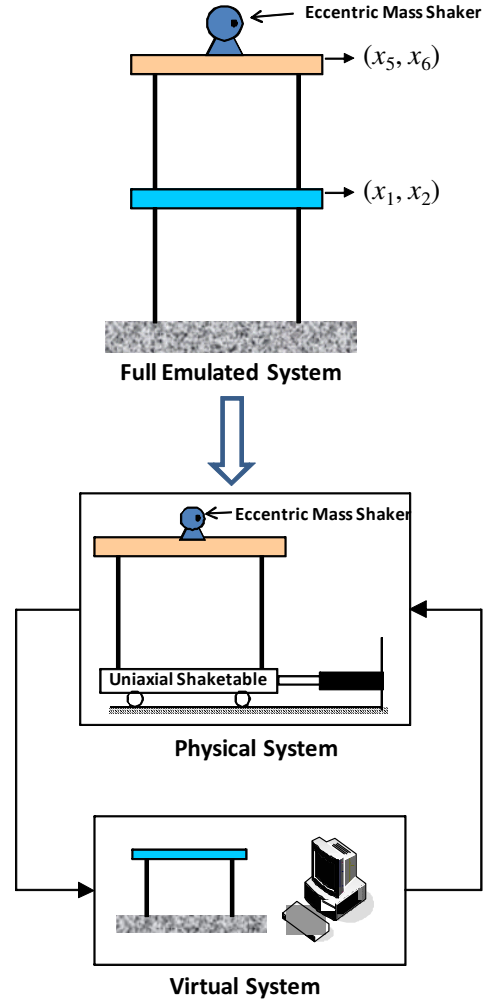 Eccentric Mass Shaker
(x₅, x₆)
(x₁, x₂)
Full Emulated System
Eccentric Mass Shaker
Uniaxial Shaketable
Physical System
Virtual System